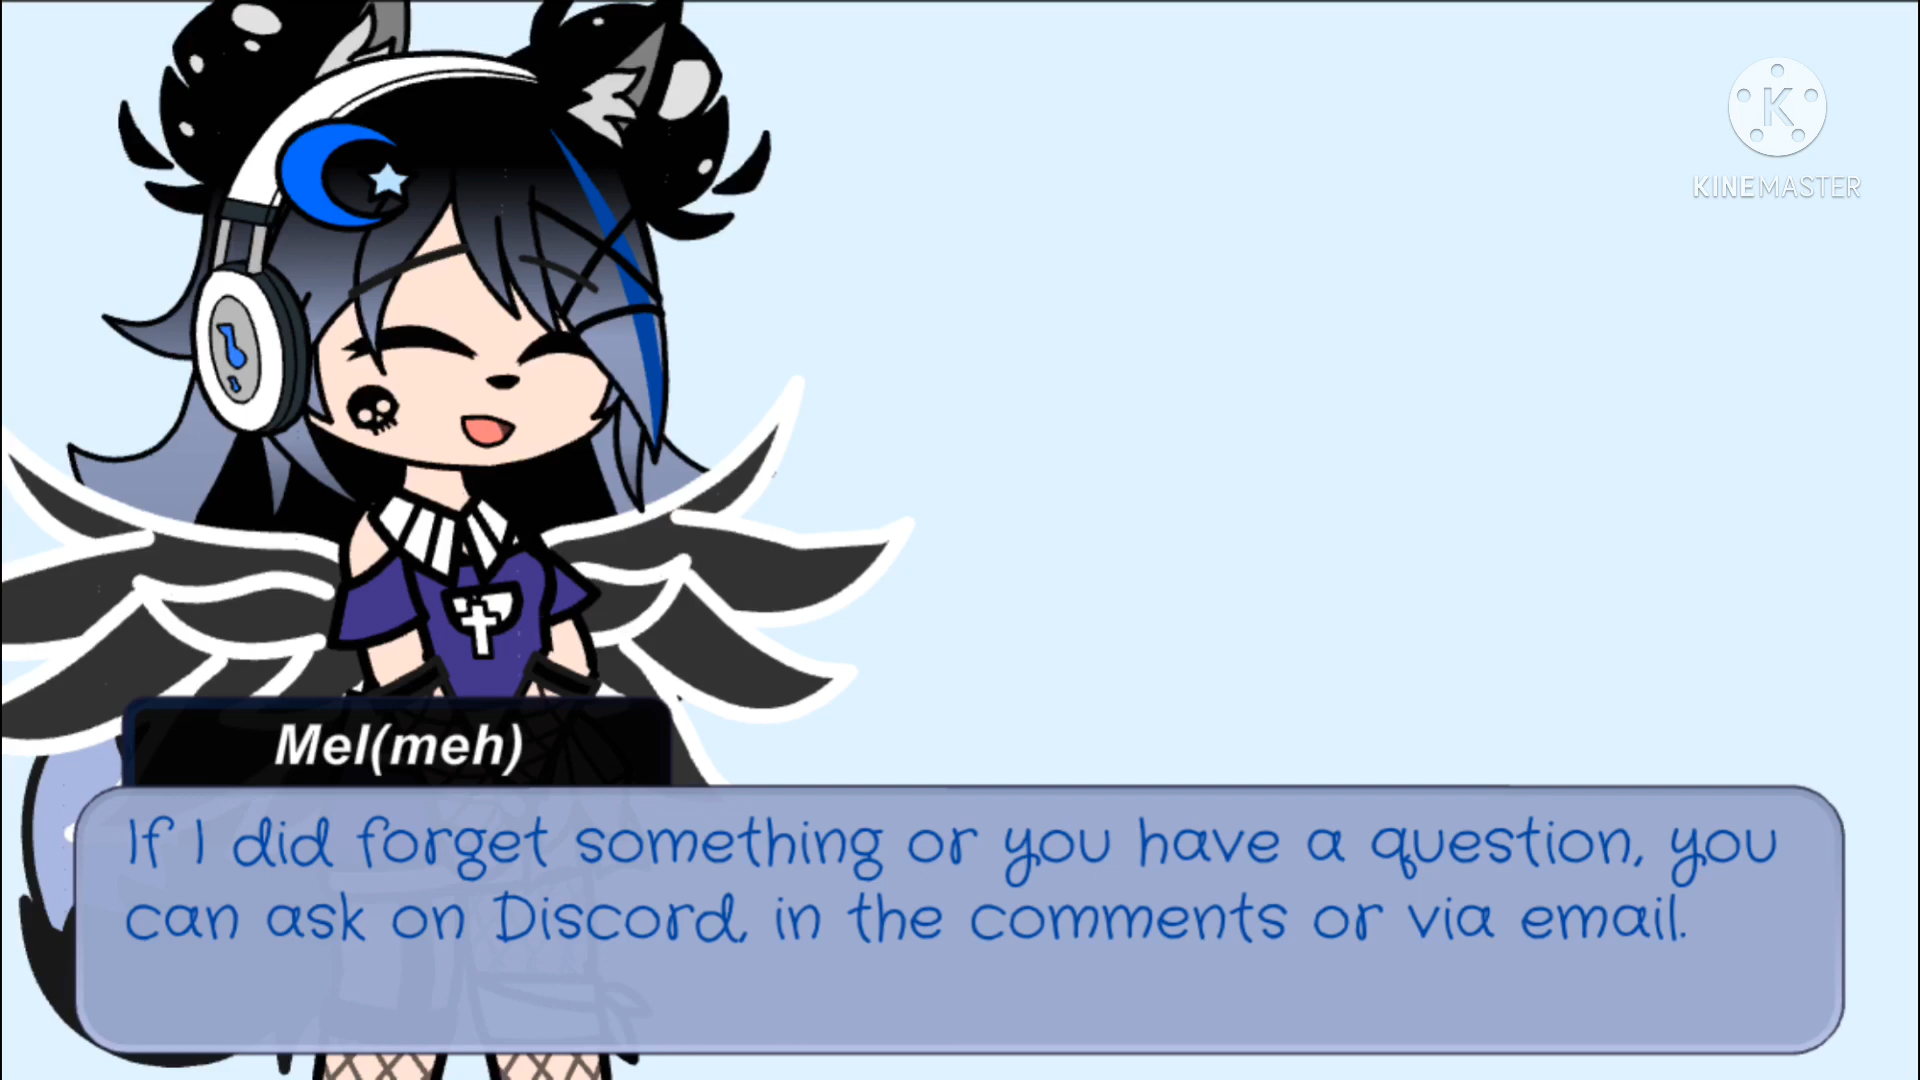 KINEMASTER
Mel(meh)
If I did forget something or you have a question, you
can ask on Discord, in the comments or via email.